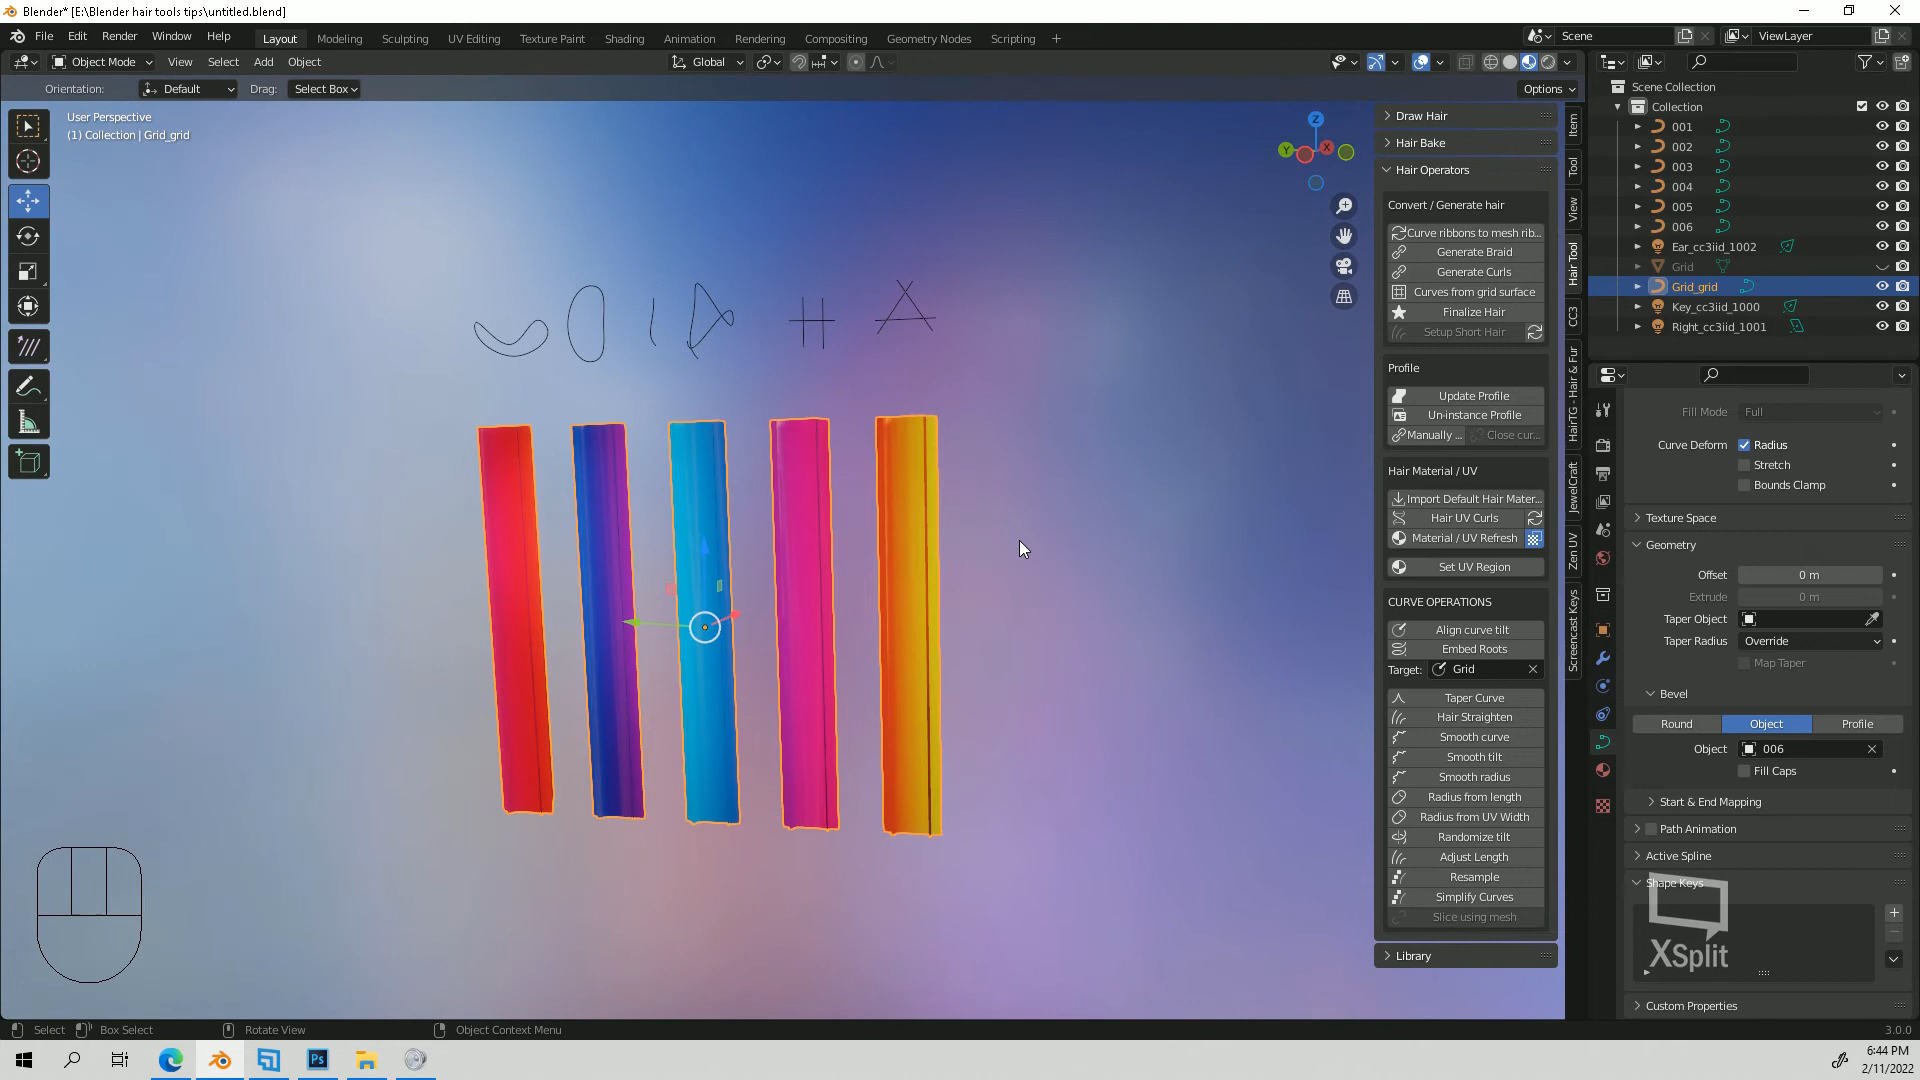 Blender* [E:\Blender hair tools tips\untitled.blend]
File Edit Render Window Help Layout Modeling Sculpting UV Editing Texture Paint Shading Animation Rendering Compositing Geometry Nodes Scripting + Scene ViewLayer
Object Mode View Select Add Object Global
Orientation: Default Drag: Select Box Options
User Perspective
(1) Collection | Grid_grid
Z
Y
X
Draw Hair
Hair Bake
Hair Operators
Convert / Generate hair
Curve ribbons to mesh rib...
Generate Braid
Generate Curls
Curves from grid surface
Finalize Hair
Setup Short Hair
Profile
Update Profile
Un-instance Profile
Manually ... Close cur...
Hair Material / UV
Import Default Hair Mater...
Hair UV Curls
Material / UV Refresh
Set UV Region
CURVE OPERATIONS
Align curve tilt
Embed Roots
Target: Grid
Taper Curve
Hair Straighten
Smooth curve
Smooth tilt
Smooth radius
Radius from length
Radius from UV Width
Randomize tilt
Adjust Length
Resample
Simplify Curves
Slice using mesh
Library
Item
Tool
View
Hair Tool
CC3
HairTG - Hair & Fur
JewelCraft
Zen UV
Screencast Keys
Scene Collection
Collection
001
002
003
004
005
006
Ear_cc3iid_1002
Grid
Grid_grid
Key_cc3iid_1000
Right_cc3iid_1001
Fill Mode Full
Curve Deform Radius
Stretch
Bounds Clamp
Texture Space
Geometry
Offset 0 m
Extrude 0 m
Taper Object
Taper Radius Override
Map Taper
Bevel
Round Object Profile
Object 006
Fill Caps
Start & End Mapping
Path Animation
Active Spline
Shape Keys
XSplit
Custom Properties
Select Box Select Rotate View Object Context Menu 3.0.0
Ps
6:44 PM
2/11/2022